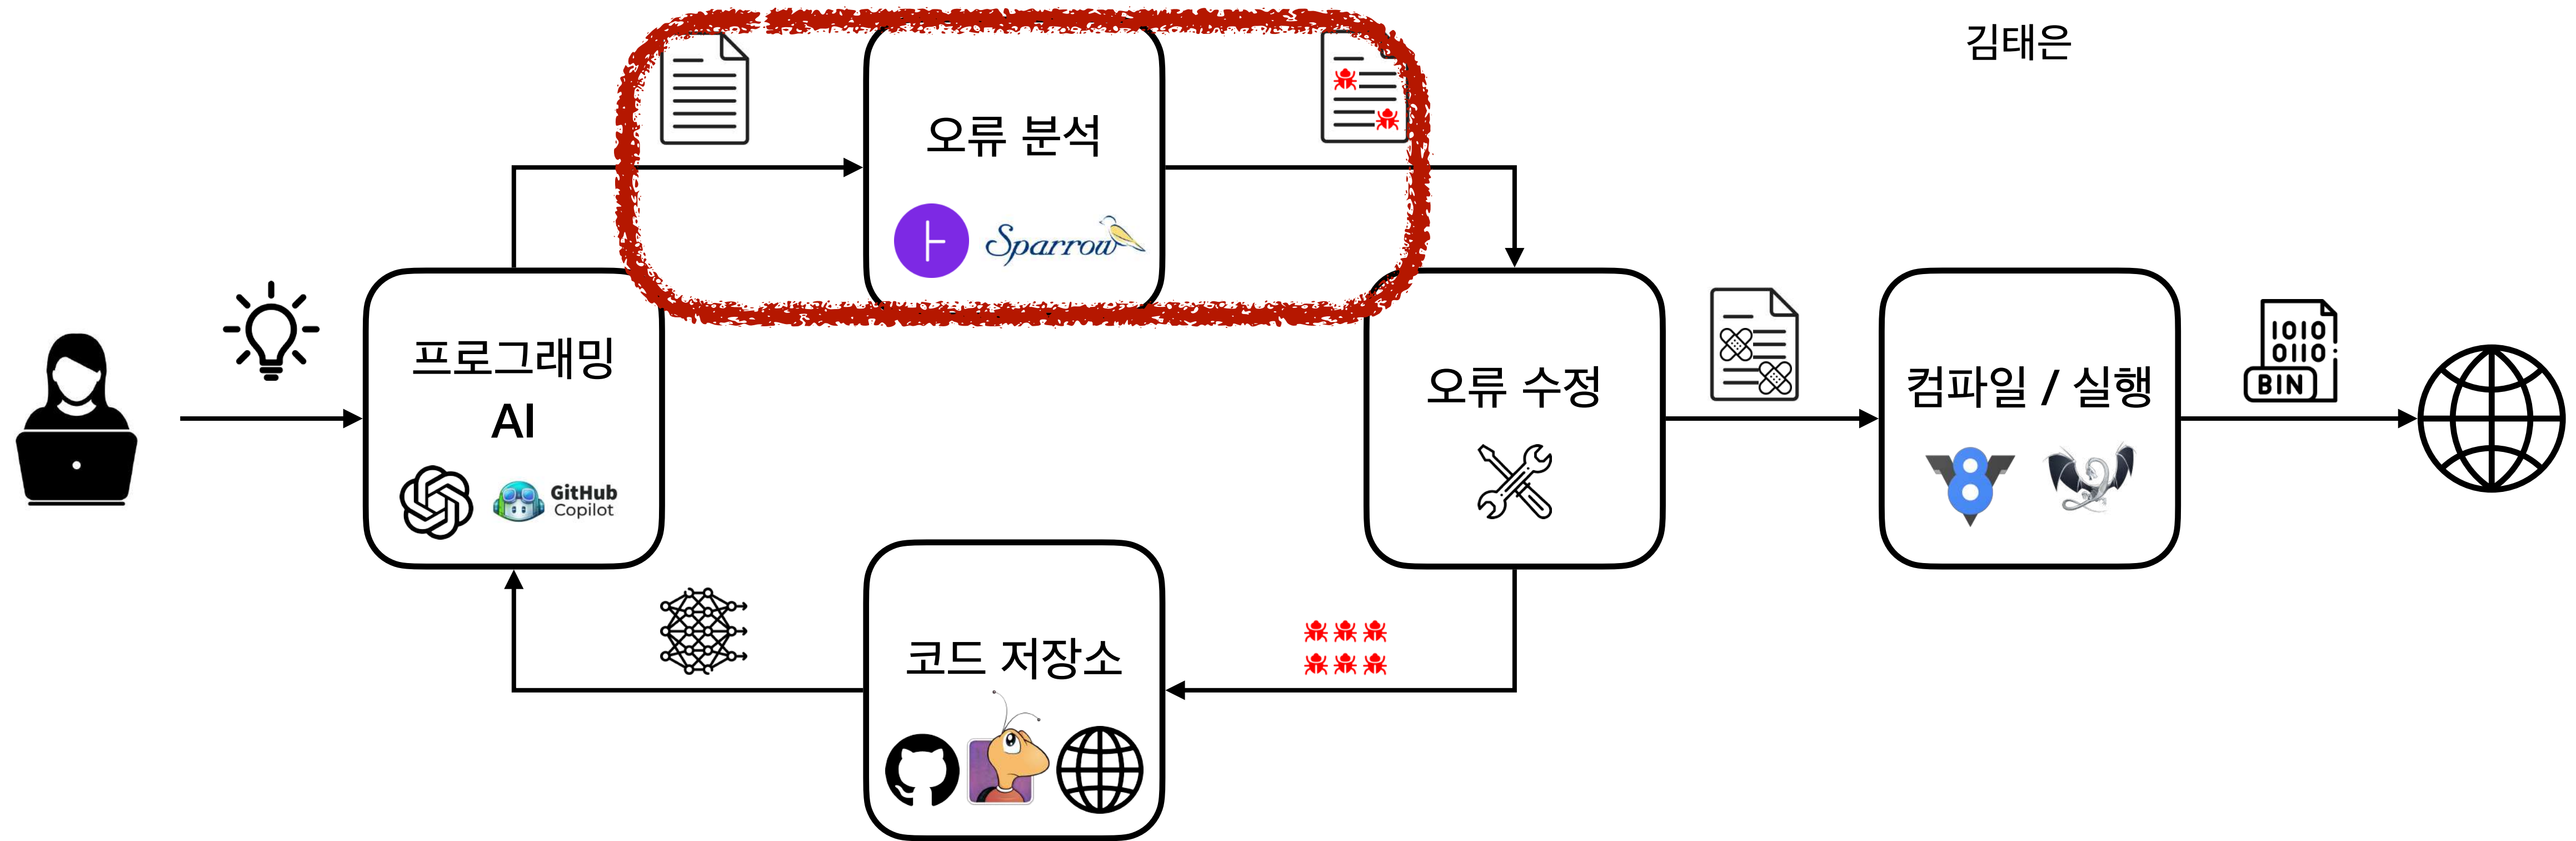 김태은
오류 분석
Sparrow
프로그래밍
AI
GitHub
Copilot
오류 수정
컴파일 / 실행
8
1010
0110
BIN
코드 저장소